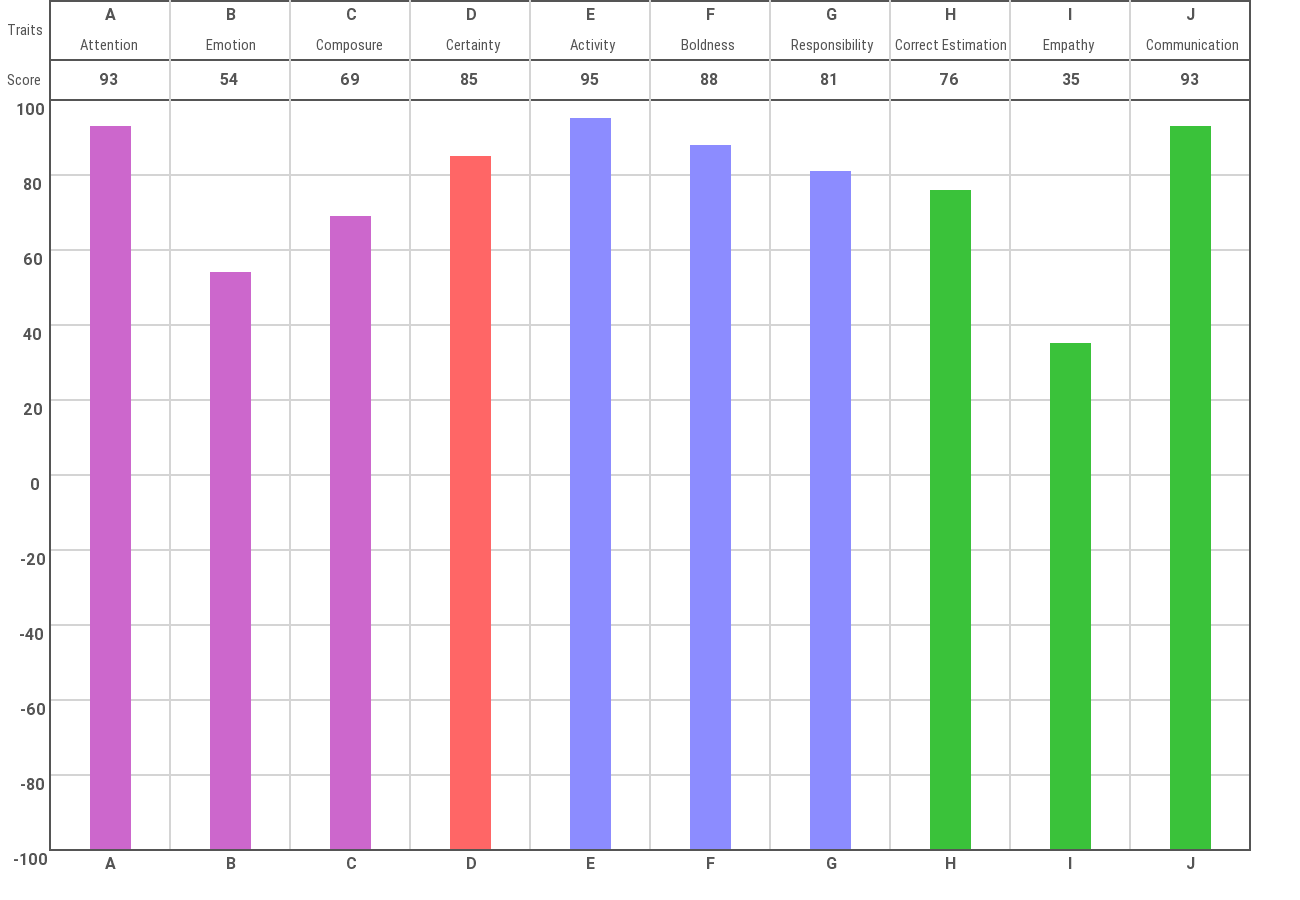 Traits A B C D E F G H I J
Attention Emotion Composure Certainty Activity Boldness Responsibility Correct Estimation Empathy Communication
Score 93 54 69 85 95 88 81 76 35 93
100
80
60
40
20
0
-20
-40
-60
-80
-100
A B C D E F G H I J